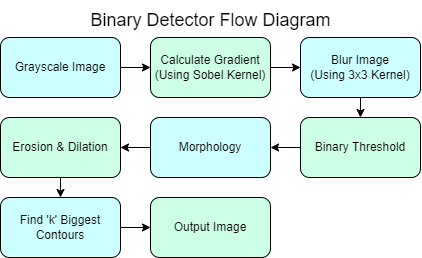 Binary Detector Flow Diagram
Grayscale Image
Calculate Gradient
(Using Sobel Kernel)
Blur Image
(Using 3x3 Kernel)
Binary Threshold
Morphology
Erosion & Dilation
Find 'k' Biggest
Contours
Output Image